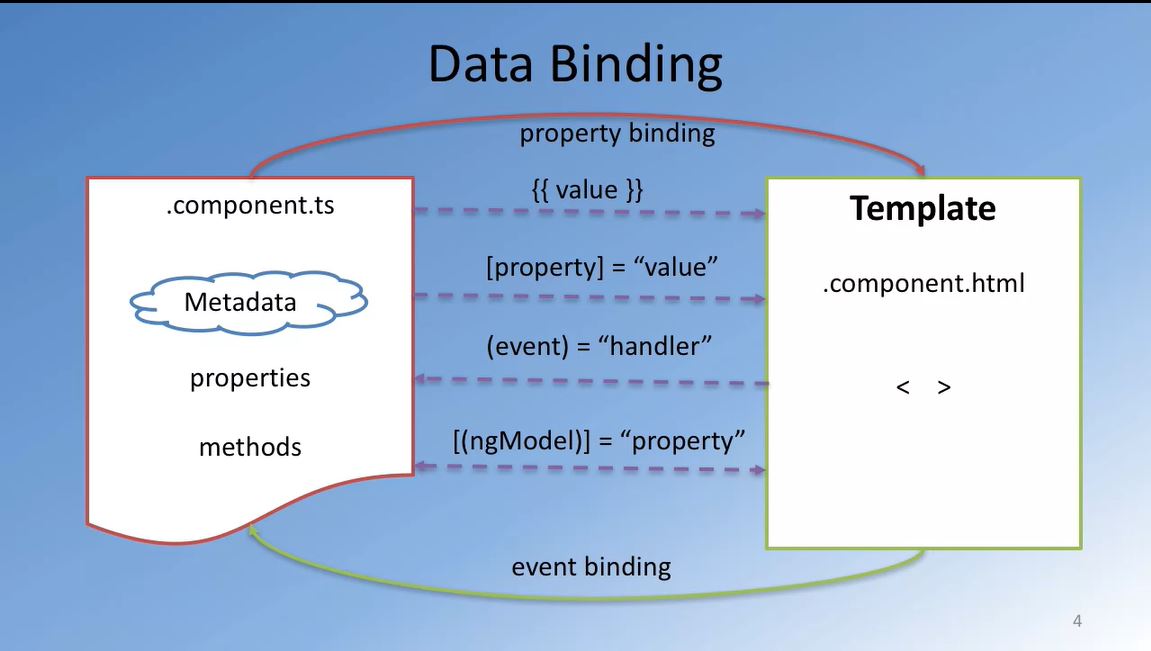 Data Binding
property binding
.component.ts
{{ value }}
Template
[property] = “value”
.component.html
Metadata
(event) = “handler”
properties
< >
[(ngModel)] = “property”
methods
event binding
4